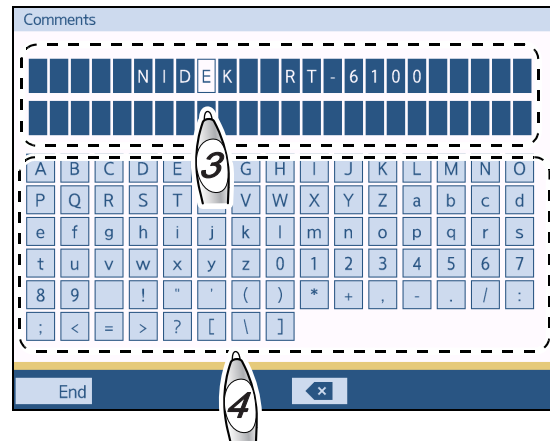 Comments
NIDEK RT-6100
3
A B C D E G H I J K L M N O
P Q R S T V W X Y Z a b c d
e f g h i j k l m n o p q r s
t u v w x y z 0 1 2 3 4 5 6 7
8 9 ! " ' ( ) * + , - . / :
; < = > ? [ \ ]
End
4